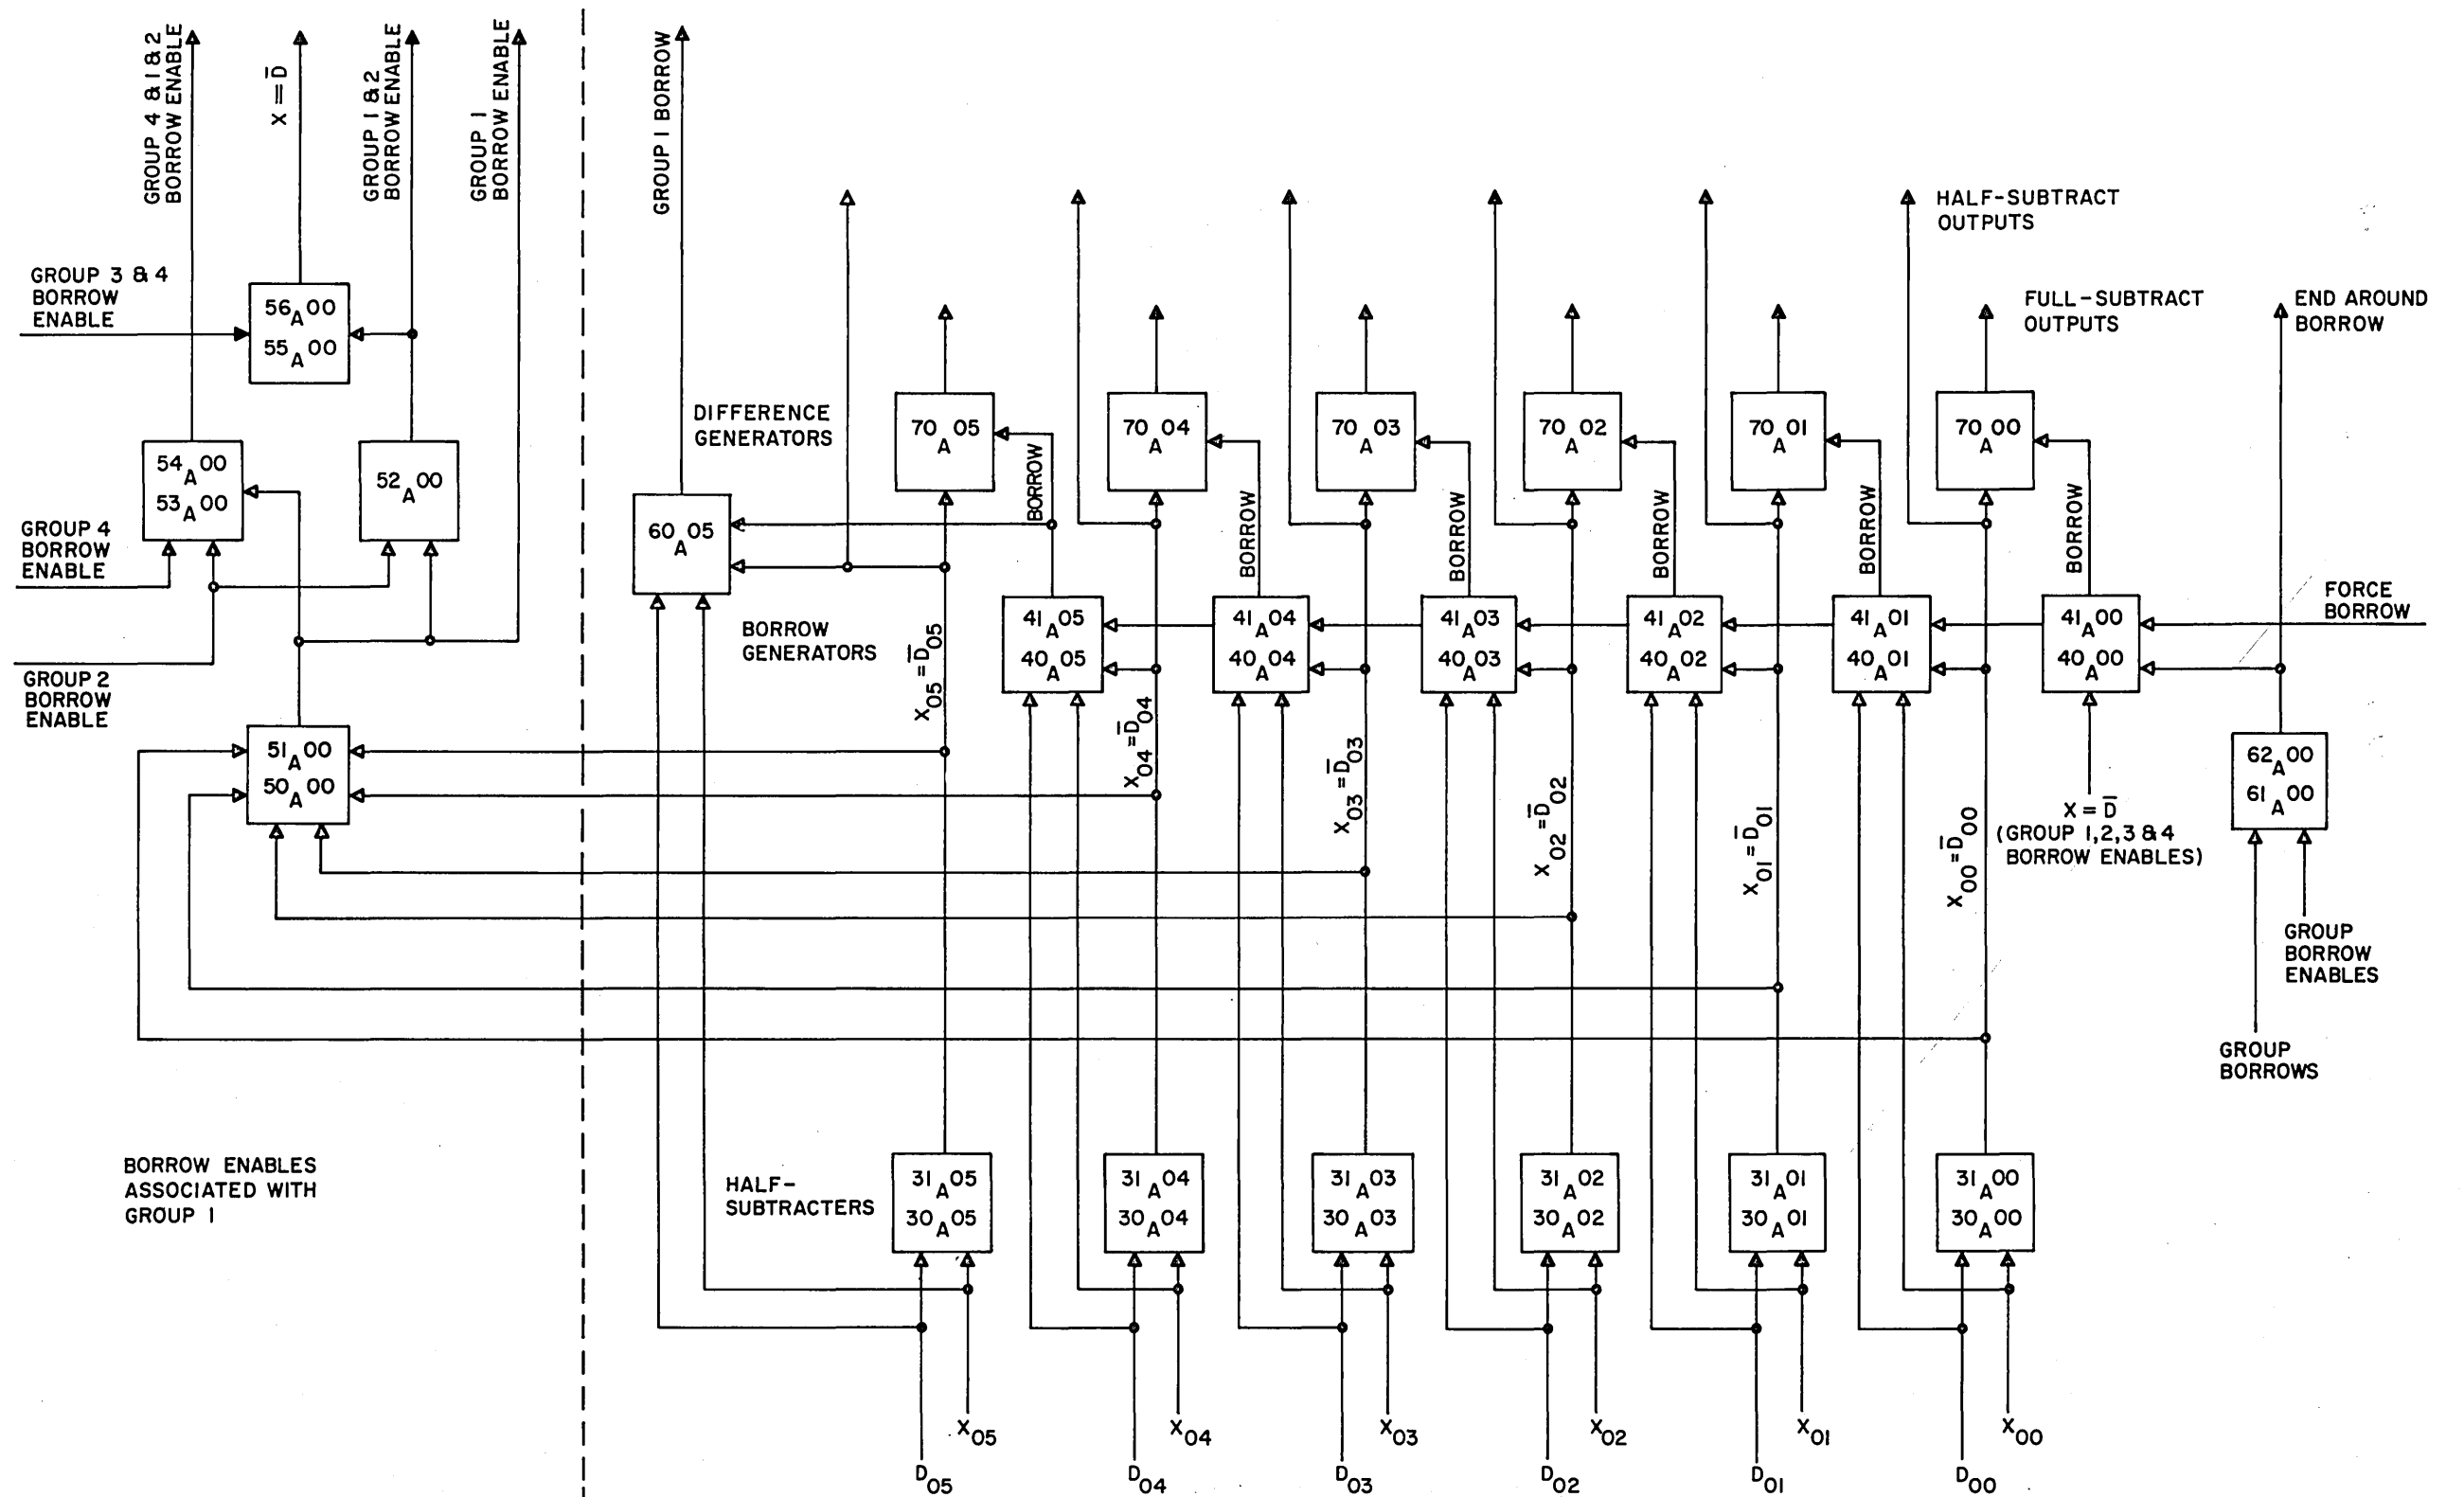 GROUP 4 & 1 & 2
BORROW ENABLE
X = D̅
GROUP 1 & 2
BORROW ENABLE
GROUP 1
BORROW ENABLE
GROUP 1 BORROW
HALF-SUBTRACT
OUTPUTS
GROUP 3 & 4
BORROW
ENABLE
56A00
55A00
FULL-SUBTRACT
OUTPUTS
END AROUND
BORROW
DIFFERENCE
GENERATORS
70A05
70A04
70A03
70A02
70A01
70A00
54A00
53A00
52A00
60A05
BORROW
BORROW
BORROW
BORROW
BORROW
BORROW
GROUP 4
BORROW
ENABLE
FORCE
BORROW
BORROW
GENERATORS
41A05
40A05
41A04
40A04
41A03
40A03
41A02
40A02
41A01
40A01
41A00
40A00
GROUP 2
BORROW
ENABLE
X05=D̅05
X04=D̅04
X03=D̅03
X02=D̅02
X01=D̅01
X00=D̅00
51A00
50A00
62A00
61A00
X = D̅
(GROUP 1,2,3 & 4
BORROW ENABLES)
GROUP
BORROW
ENABLES
GROUP
BORROWS
BORROW ENABLES
ASSOCIATED WITH
GROUP 1
HALF-
SUBTRACTERS
31A05
30A05
31A04
30A04
31A03
30A03
31A02
30A02
31A01
30A01
31A00
30A00
X05
X04
X03
X02
X01
X00
D05
D04
D03
D02
D01
D00